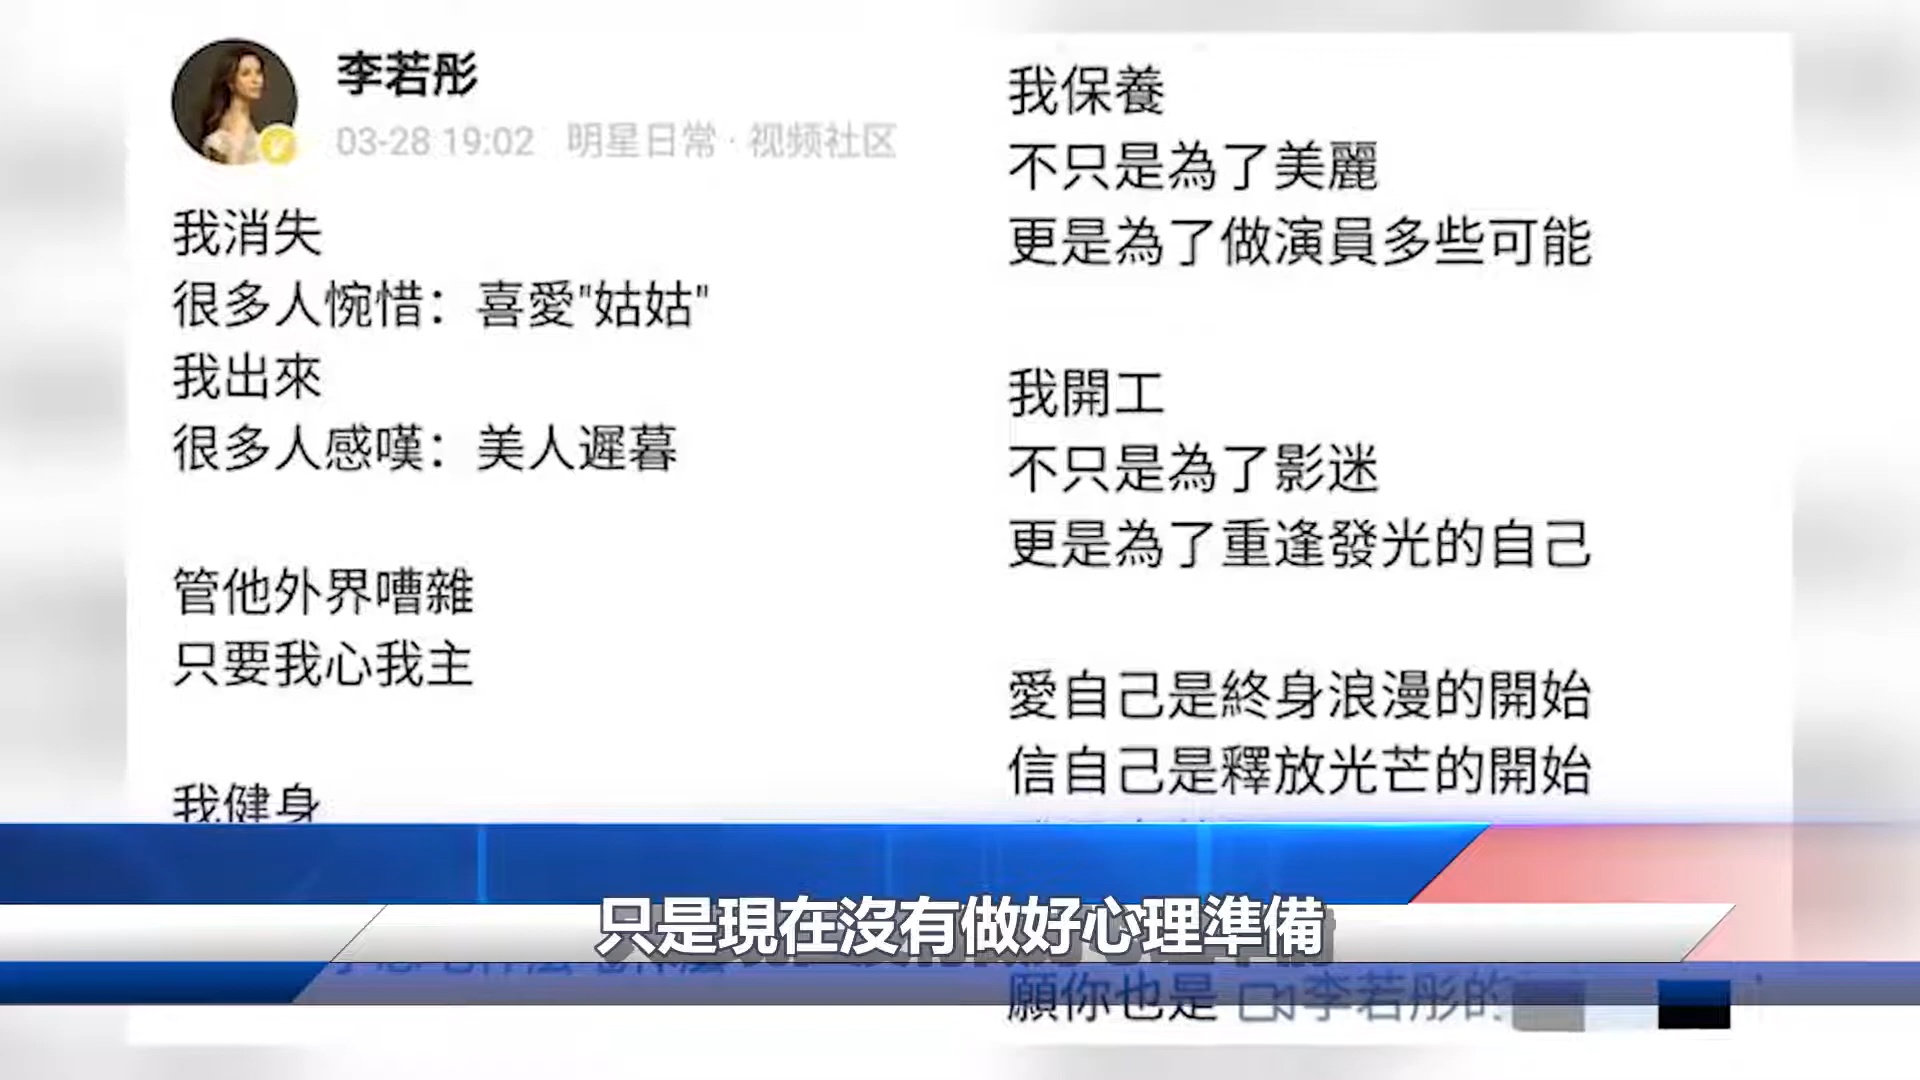 李若彤
03-28 19:02 明星日常·视频社区
我消失
很多人惋惜：喜愛"姑姑"
我出來
很多人感嘆：美人遲暮
管他外界嘈雜
只要我心我主
我健身
我保養
不只是為了美麗
更是為了做演員多些可能
我開工
不只是為了影迷
更是為了重逢發光的自己
愛自己是終身浪漫的開始
信自己是釋放光芒的開始
願你也是 李若彤的
只是現在沒有做好心理準備